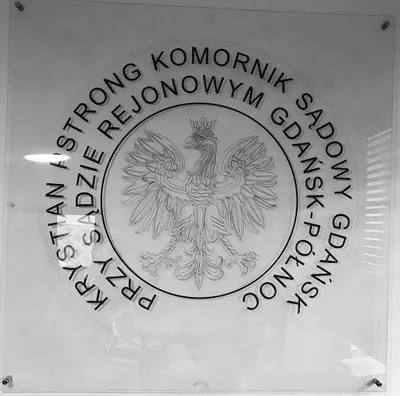 KRYSTIAN ASTRONG KOMORNIK SĄDOWY GDAŃSK
PRZY SĄDZIE REJONOWYM GDAŃSK-PÓŁNOC